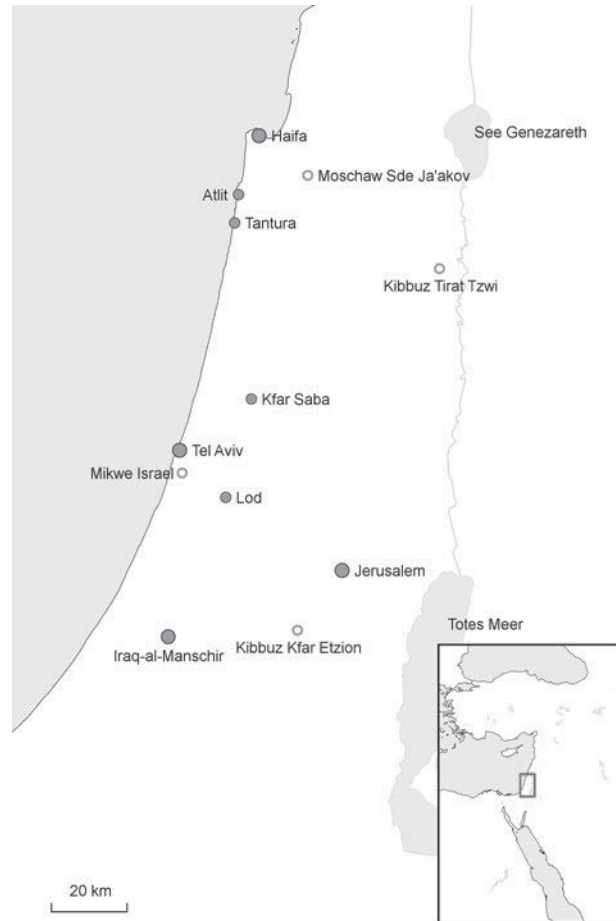 Haifa
See Genezareth
Moschaw Sde Ja'akov
Atlit
Tantura
Kibbuz Tirat Tzwi
Kfar Saba
Tel Aviv
Mikwe Israel
Lod
Jerusalem
Totes Meer
Kibbuz Kfar Etzion
Iraq-al-Manschir
20 km